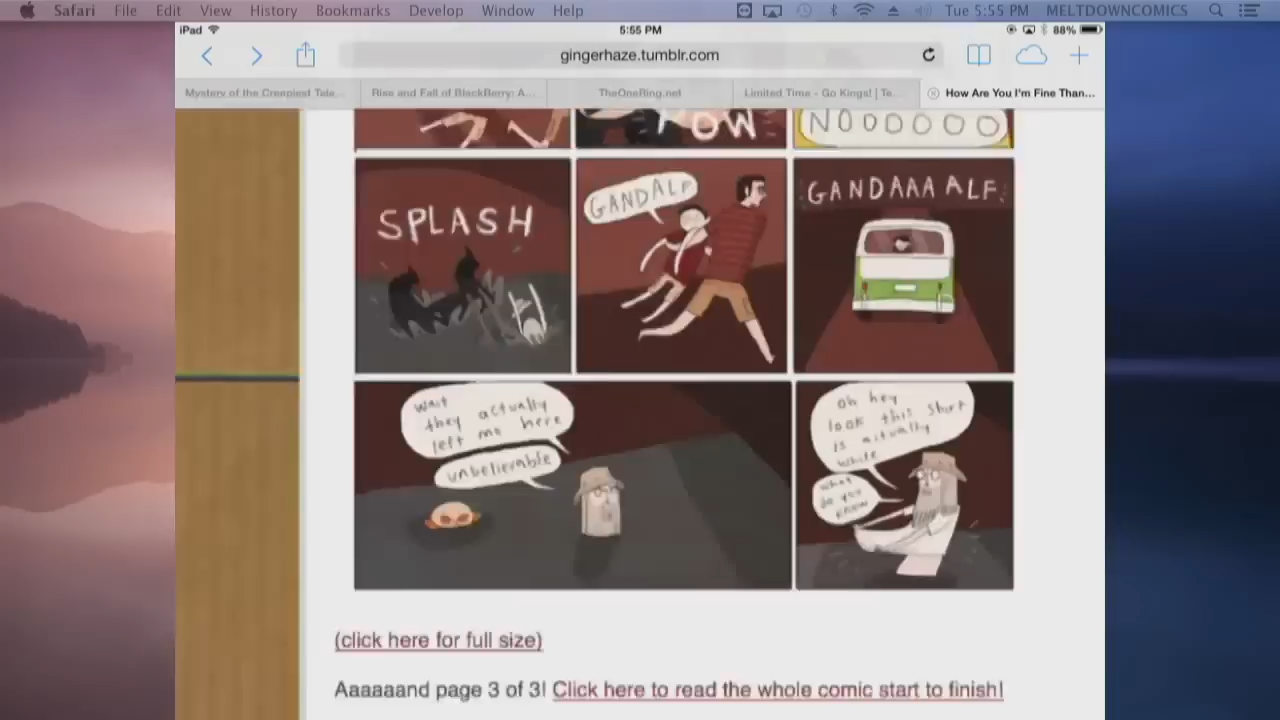 Safari File Edit View History Bookmarks Develop Window Help Tue 5:55 PM MELTDOWNCOMICS
iPad 5:55 PM 88%
gingerhaze.tumblr.com
Mystery of the Creepiest Tale...
Rise and Fall of BlackBerry: A...
TheOneRing.net
Limited Time - Go Kings! | Te...
How Are You I'm Fine Than...
POW
NOOOOOO
SPLASH
GANDALF
GANDAAAALF
wait
they actually
left me here
unbelievable
oh hey
look this shirt
is actually
white
what
do you
know
(click here for full size)
Aaaaaand page 3 of 3! Click here to read the whole comic start to finish!